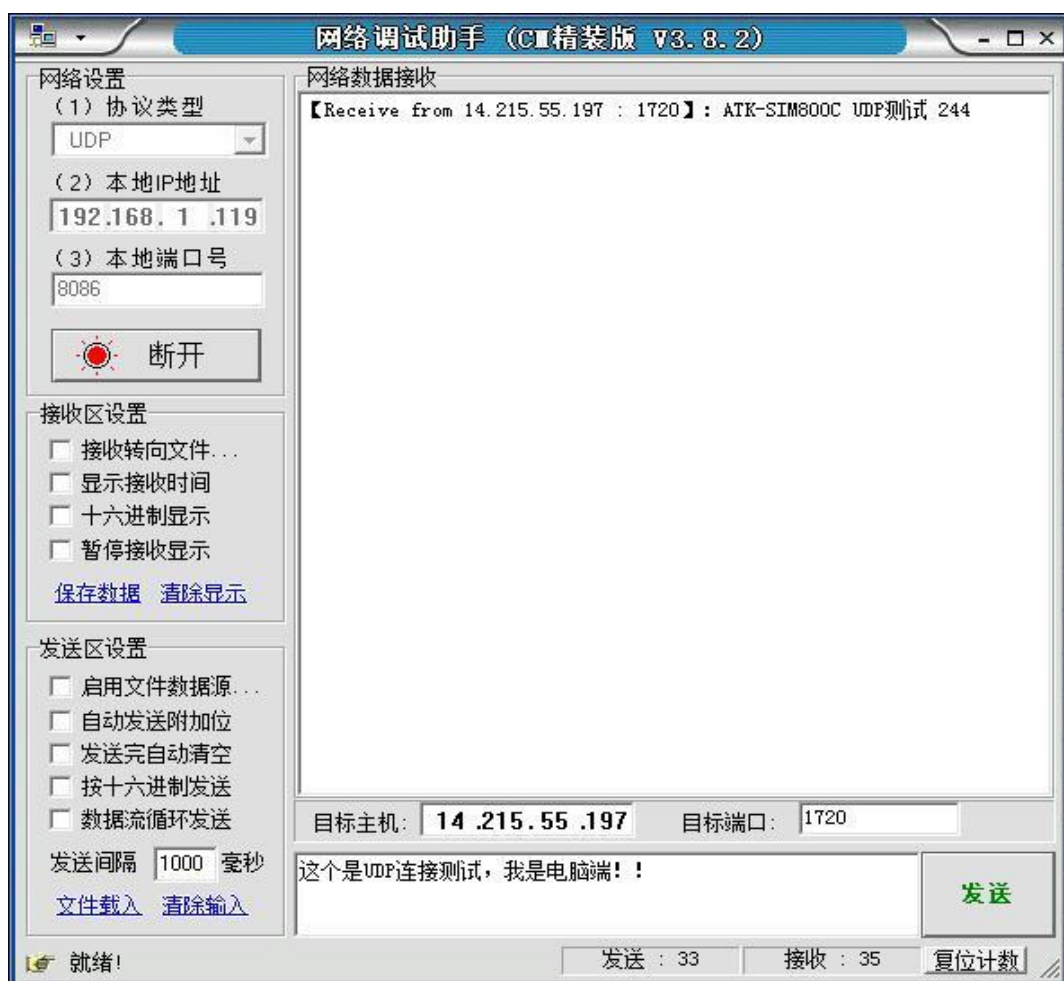 网络调试助手 (CⅢ精装版 V3.8.2)
网络设置
(1) 协议类型
UDP
(2) 本地IP地址
192.168. 1 .119
(3) 本地端口号
8086
断开
接收区设置
接收转向文件...
显示接收时间
十六进制显示
暂停接收显示
保存数据 清除显示
发送区设置
启用文件数据源...
自动发送附加位
发送完自动清空
按十六进制发送
数据流循环发送
发送间隔 1000 毫秒
文件载入 清除输入
网络数据接收
【Receive from 14.215.55.197 : 1720】: ATK-SIM800C UDP测试 244
目标主机: 14 .215.55 .197 目标端口: 1720
这个是UDP连接测试，我是电脑端！！
发送
就绪! 发送 : 33 接收 : 35 复位计数